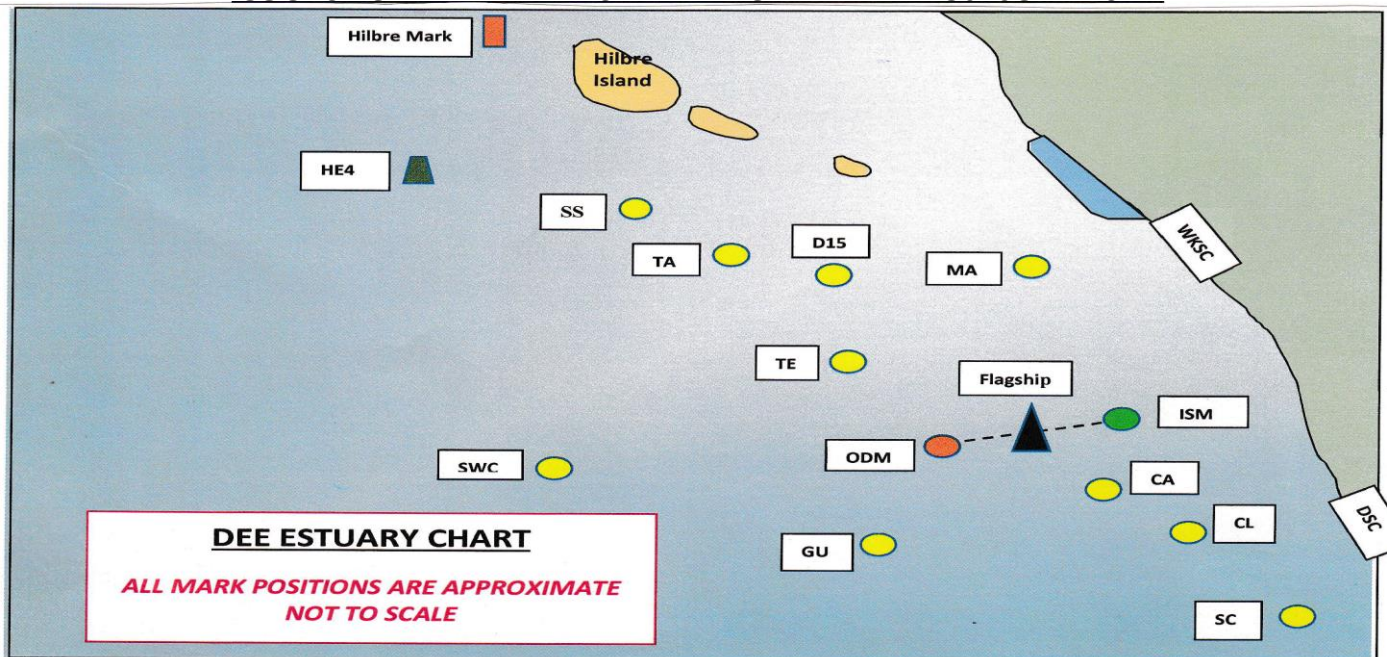 Hilbre Mark
Hilbre
Island
HE4
SS
WKSC
D15
TA
MA
TE
Flagship
ISM
ODM
SWC
CA
DSC
CL
GU
DEE ESTUARY CHART
ALL MARK POSITIONS ARE APPROXIMATE
NOT TO SCALE
SC